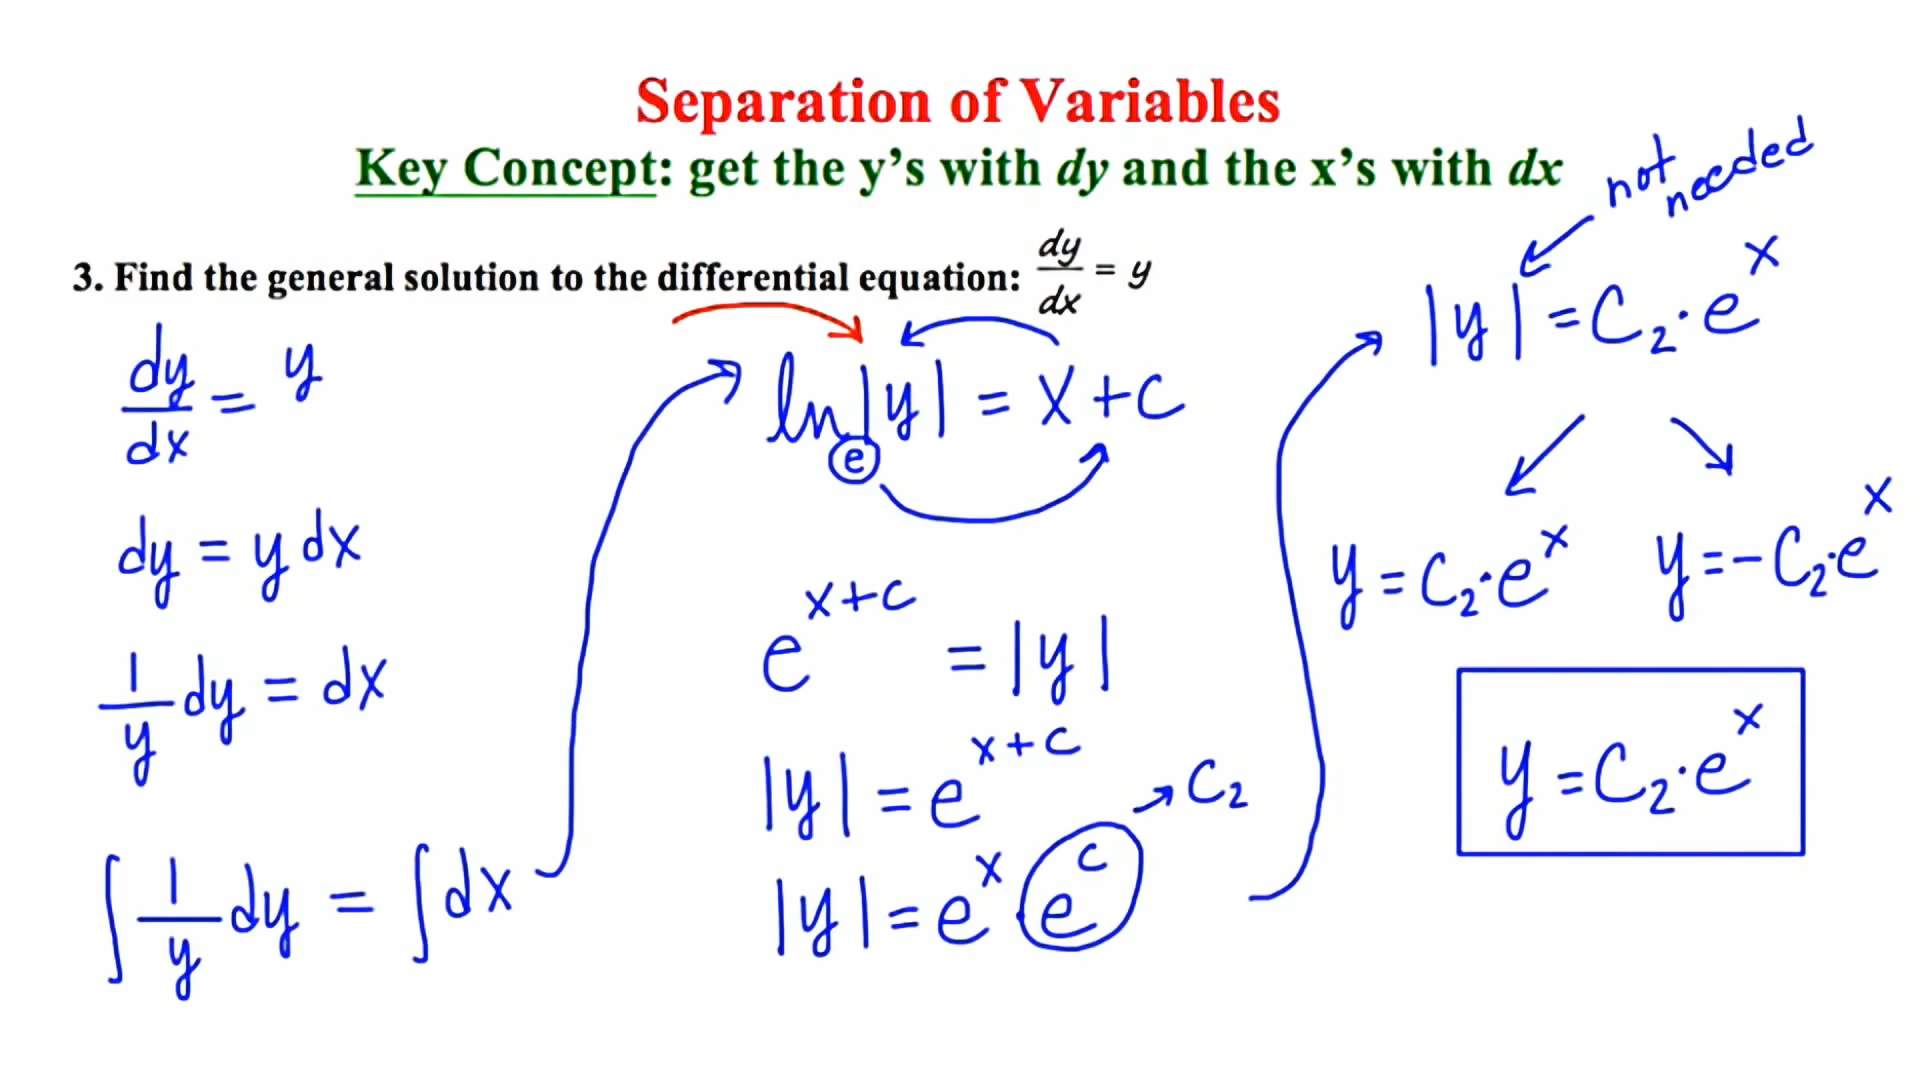 Separation of Variables
Key Concept: get the y's with dy and the x's with dx
not needed
3. Find the general solution to the differential equation: dy/dx = y
dy/dx = y
dy = y dx
1/y dy = dx
∫ 1/y dy = ∫ dx
ln|y| = x + c
e
e^(x+c) = |y|
|y| = e^(x+c)
→ C₂
|y| = e^x · e^c
|y| = C₂ · e^x
y = C₂ · e^x
y = -C₂ · e^x
y = C₂ · e^x